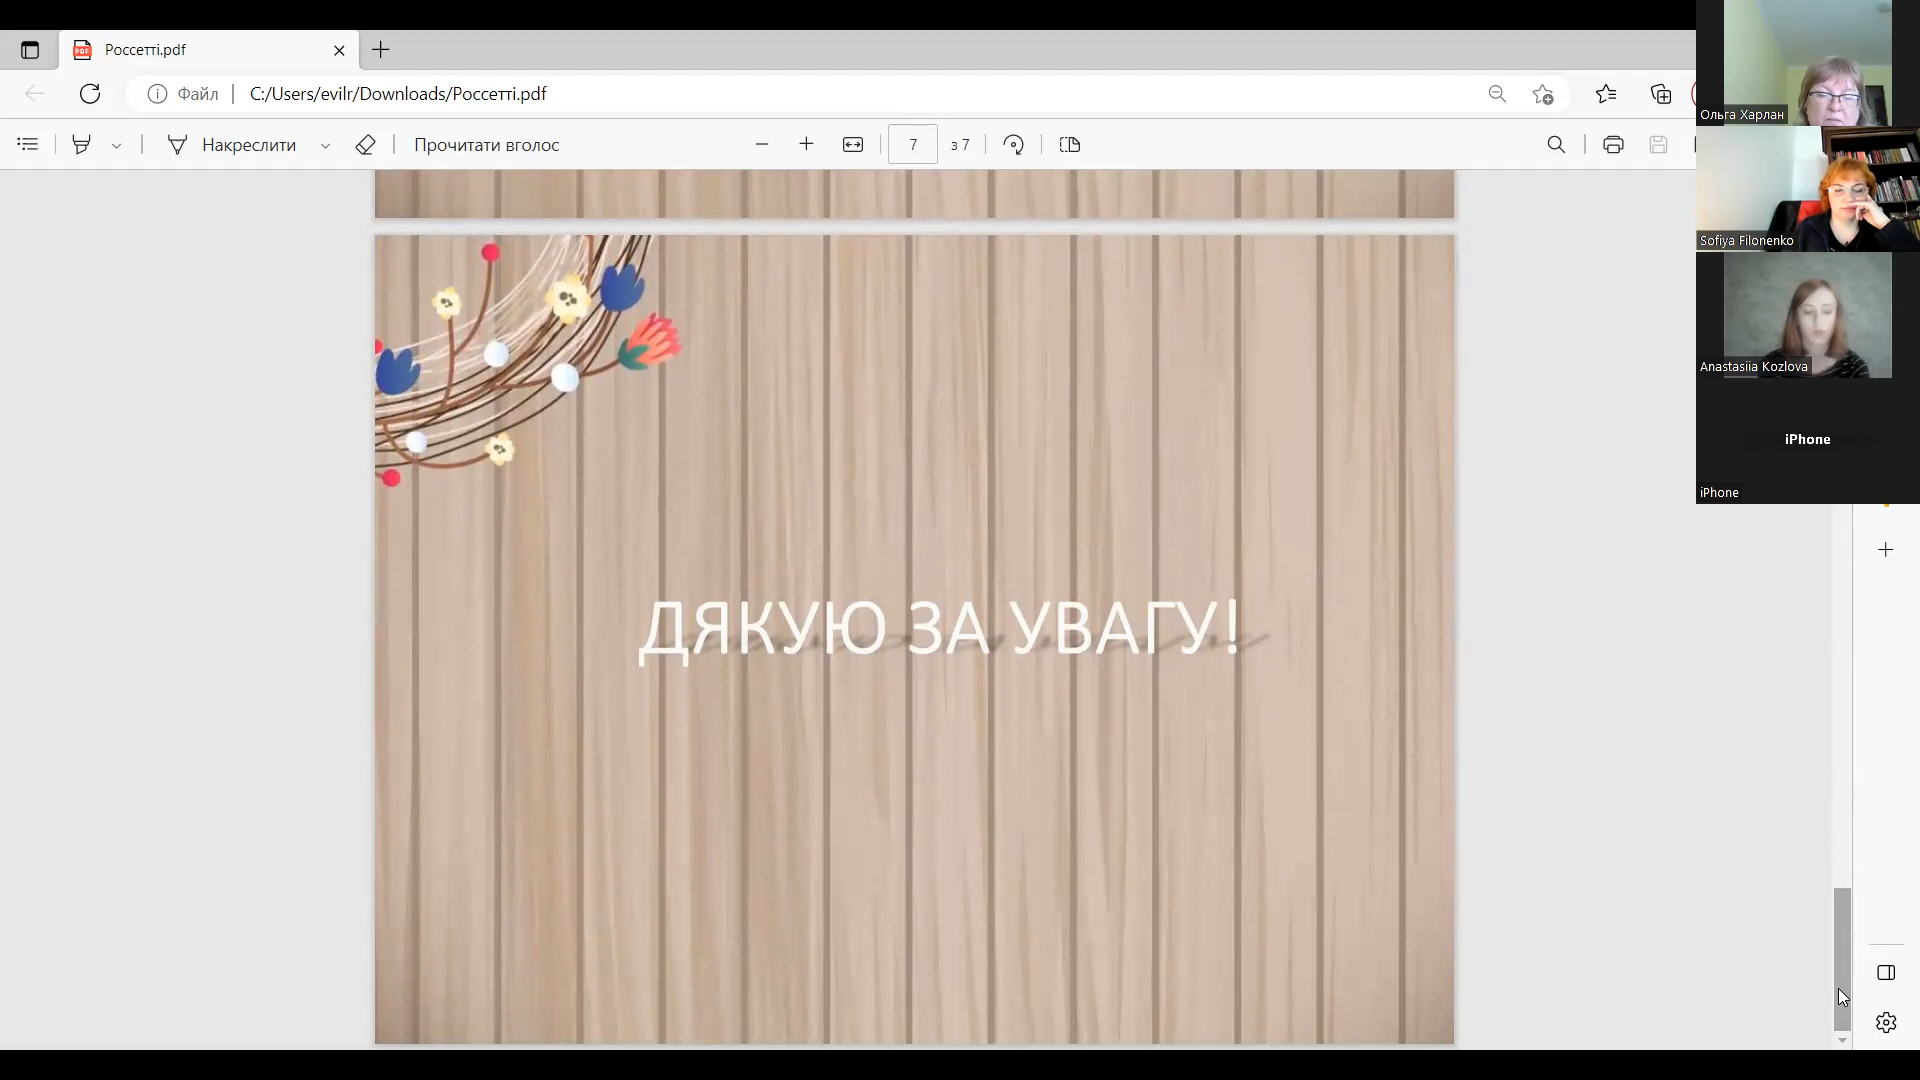 Россетті.pdf
Файл
C:/Users/evilr/Downloads/Россетті.pdf
Накреслити
Прочитати вголос
7
з 7
ДЯКУЮ ЗА УВАГУ!
Ольга Харлан
Sofiya Filonenko
Anastasiia Kozlova
iPhone
iPhone